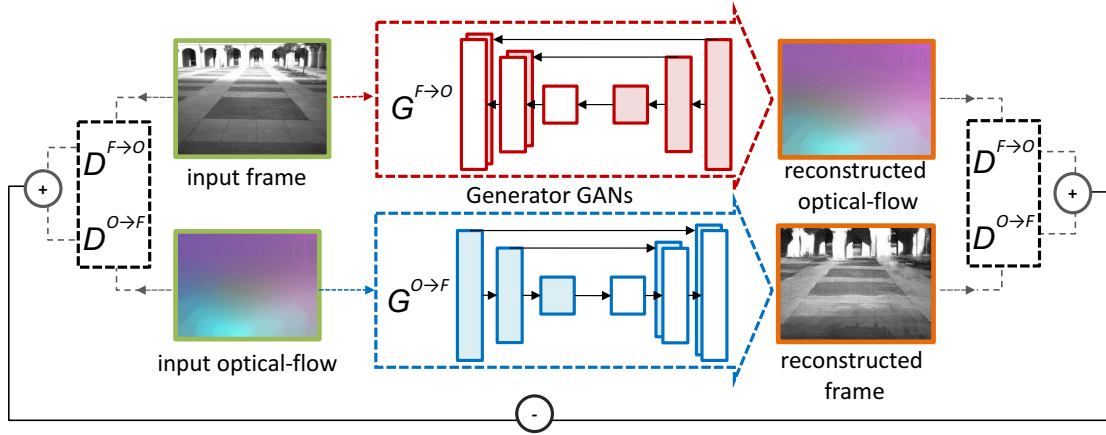 G^{F→O}
D^{F→O}
D^{F→O}
+
+
input frame
Generator GANs
reconstructed
optical-flow
D^{O→F}
D^{O→F}
G^{O→F}
input optical-flow
reconstructed
frame
-